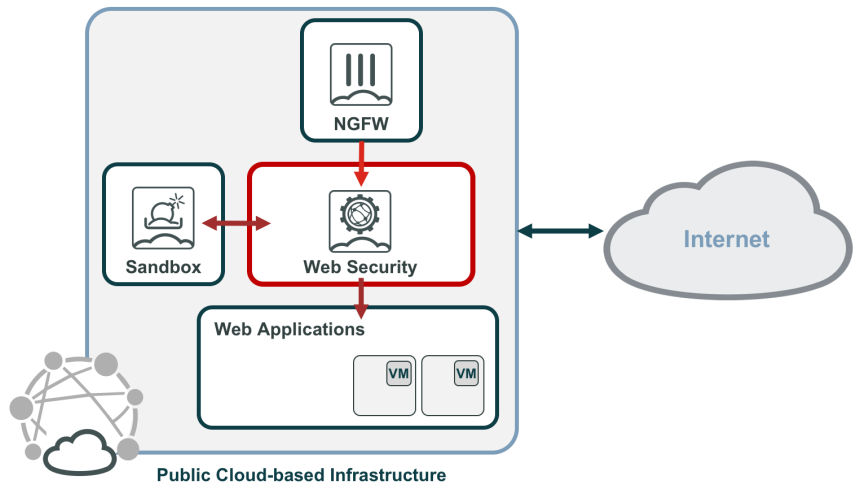 NGFW
Sandbox
Web Security
Internet
Web Applications
VM
VM
Public Cloud-based Infrastructure